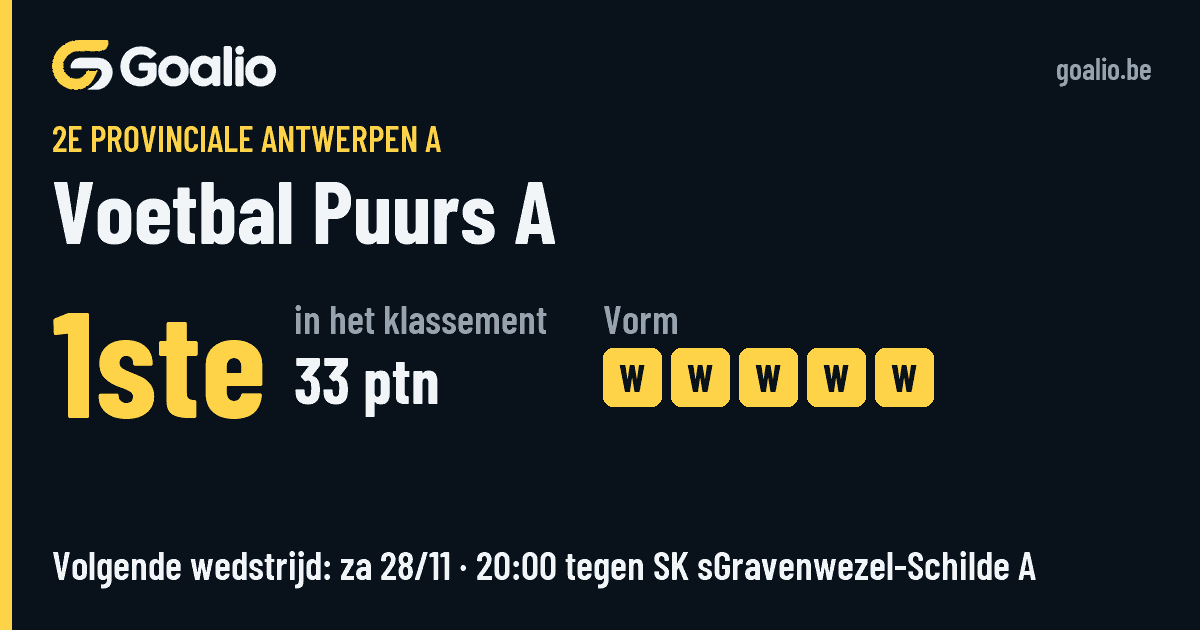 Goalio
goalio.be
2E PROVINCIALE ANTWERPEN A
Voetbal Puurs A
1ste
in het klassement
33 ptn
Vorm
W W W W W
Volgende wedstrijd: za 28/11 · 20:00 tegen SK sGravenwezel-Schilde A